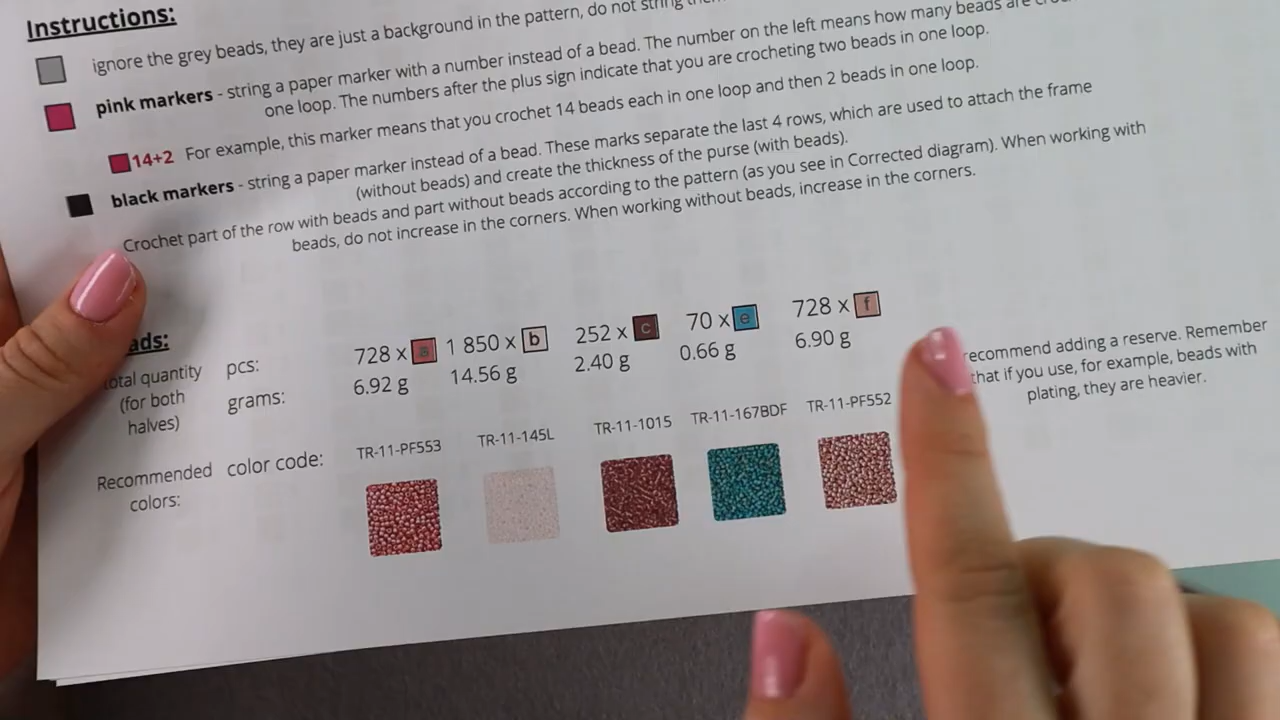 Instructions:
ignore the grey beads, they are just a background in the pattern, do not string
pink markers - string a paper marker with a number instead of a bead. The number on the left means how many beads are
one loop. The numbers after the plus sign indicate that you are crocheting two beads in one loop.
14+2 For example, this marker means that you crochet 14 beads each in one loop and then 2 beads in one loop.
black markers - string a paper marker instead of a bead. These marks separate the last 4 rows, which are used to attach the frame
(without beads) and create the thickness of the purse (with beads).
Crochet part of the row with beads and part without beads according to the pattern (as you see in Corrected diagram). When working with
beads, do not increase in the corners. When working without beads, increase in the corners.
ads:
total quantity
(for both
halves)
pcs:
grams:
728 x a 1 850 x b 252 x c 70 x e 728 x f
6.92 g 14.56 g 2.40 g 0.66 g 6.90 g
recommend adding a reserve. Remember
that if you use, for example, beads with
plating, they are heavier.
Recommended
colors:
color code:
TR-11-PF553 TR-11-145L TR-11-1015 TR-11-167BDF TR-11-PF552